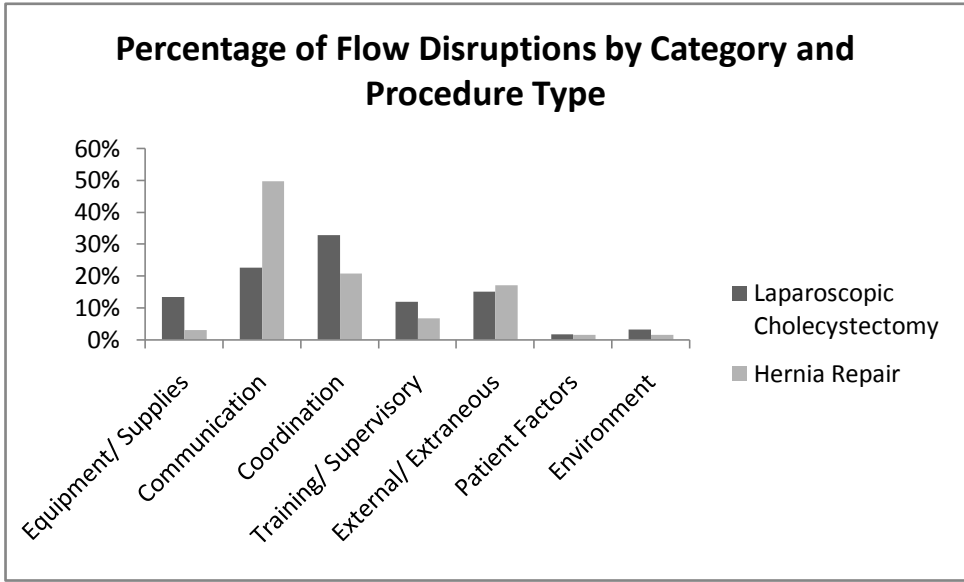 Percentage of Flow Disruptions by Category and
Procedure Type
60%
50%
40%
30%
20%
10%
0%
Equipment/ Supplies
Communication
Coordination
Training/ Supervisory
External/ Extraneous
Patient Factors
Environment
Laparoscopic
Cholecystectomy
Hernia Repair